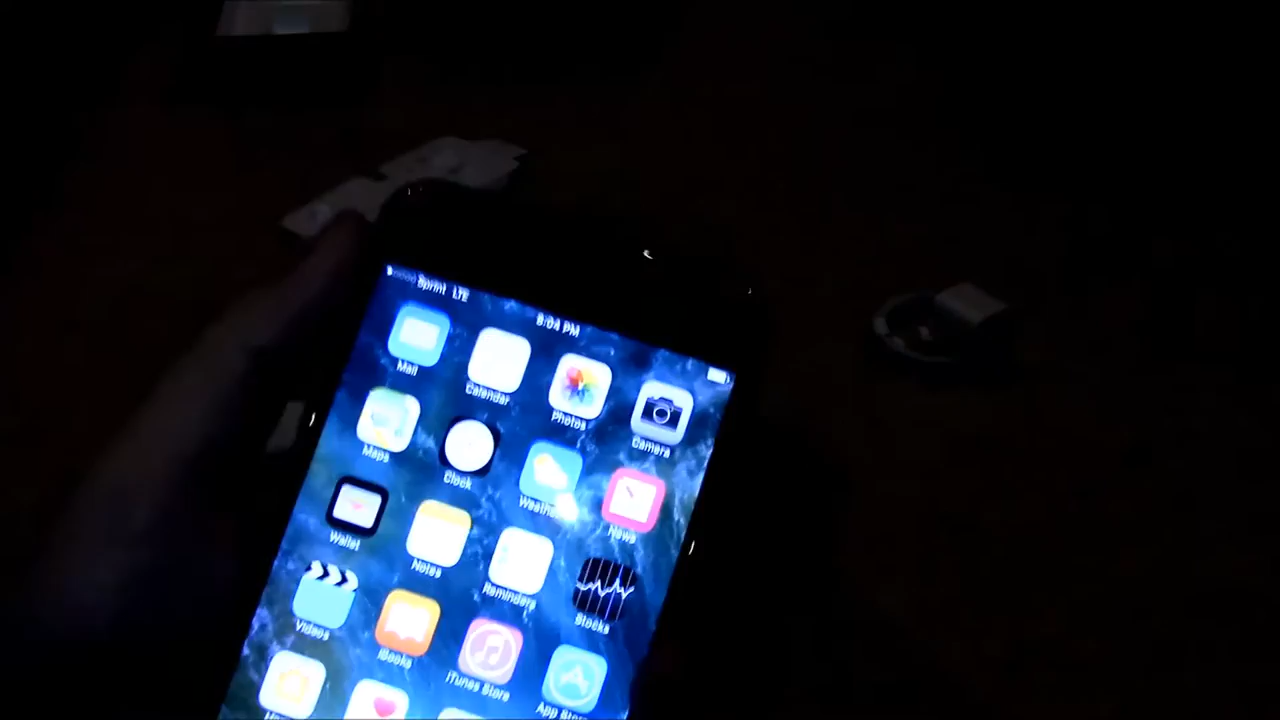 Sprint LTE
8:04 PM
Mail Calendar Photos Camera
Maps Clock Weather News
Wallet Notes Reminders Stocks
Videos iBooks iTunes Store App Store